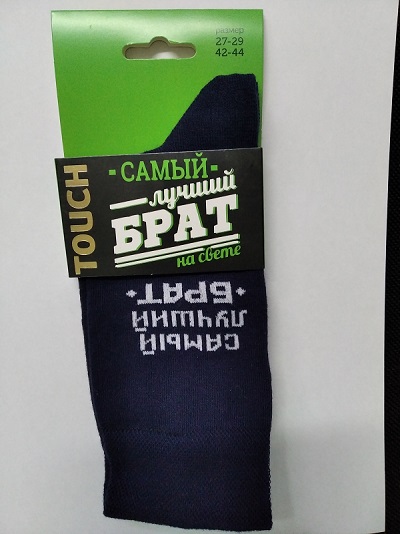 размер
27-29
42-44
TOUCH
САМЫЙ
лучший
БРАТ
на свете
САМЫЙ
ЛУЧШИЙ
БРАТ